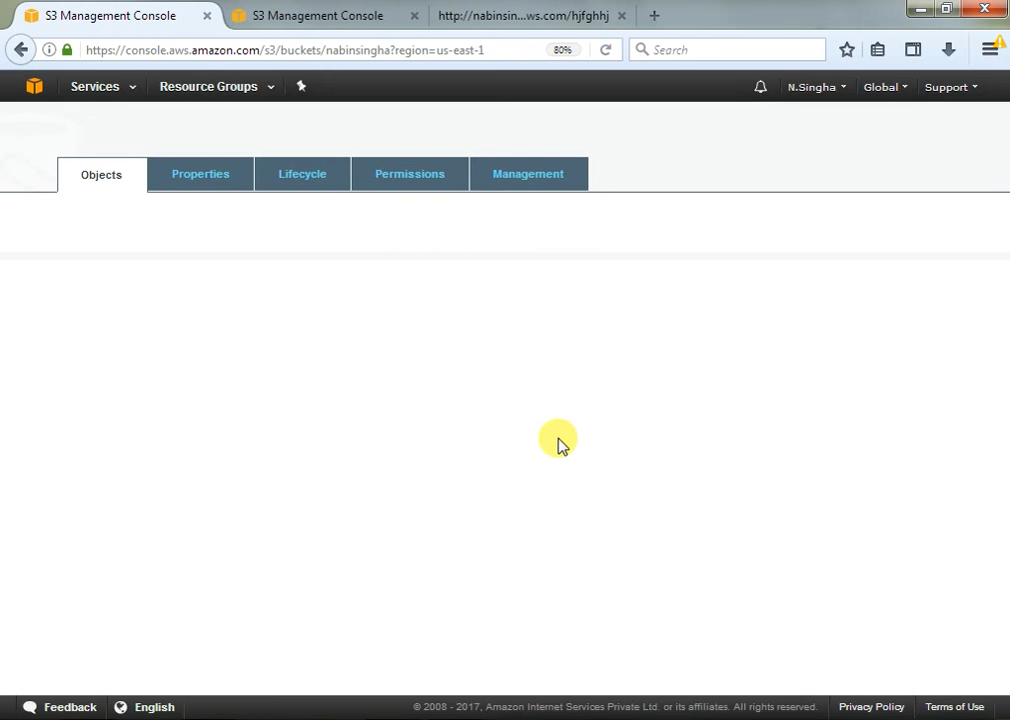 S3 Management Console
S3 Management Console
http://nabinsin...ws.com/hjfghhj
https://console.aws.amazon.com/s3/buckets/nabinsingha?region=us-east-1
80%
Search
Services
Resource Groups
N.Singha
Global
Support
Objects
Properties
Lifecycle
Permissions
Management
Feedback
English
© 2008 - 2017, Amazon Internet Services Private Ltd. or its affiliates. All rights reserved.
Privacy Policy
Terms of Use